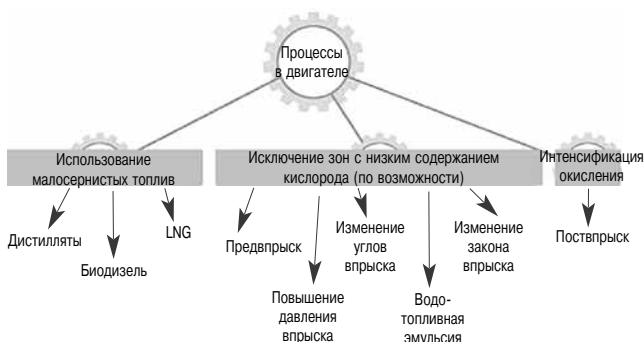 Процессы
в двигателе
Использование
малосернистых топлив
Исключение зон с низким содержанием
кислорода (по возможности)
Интенсификация
окисления
Дистилляты
Биодизель
LNG
Предвпрыск
Повышение
давления
впрыска
Изменение
углов
впрыска
Водо-
топливная
эмульсия
Изменение
закона
впрыска
Поствпрыск